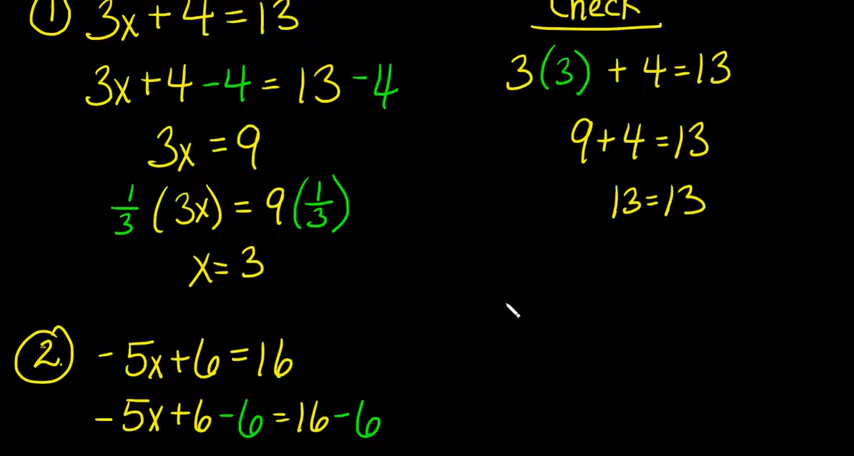 ① 3x + 4 = 13
3x + 4 - 4 = 13 - 4
3x = 9
1/3 (3x) = 9 (1/3)
x = 3
Check
3(3) + 4 = 13
9 + 4 = 13
13 = 13
② -5x + 6 = 16
-5x + 6 - 6 = 16 - 6